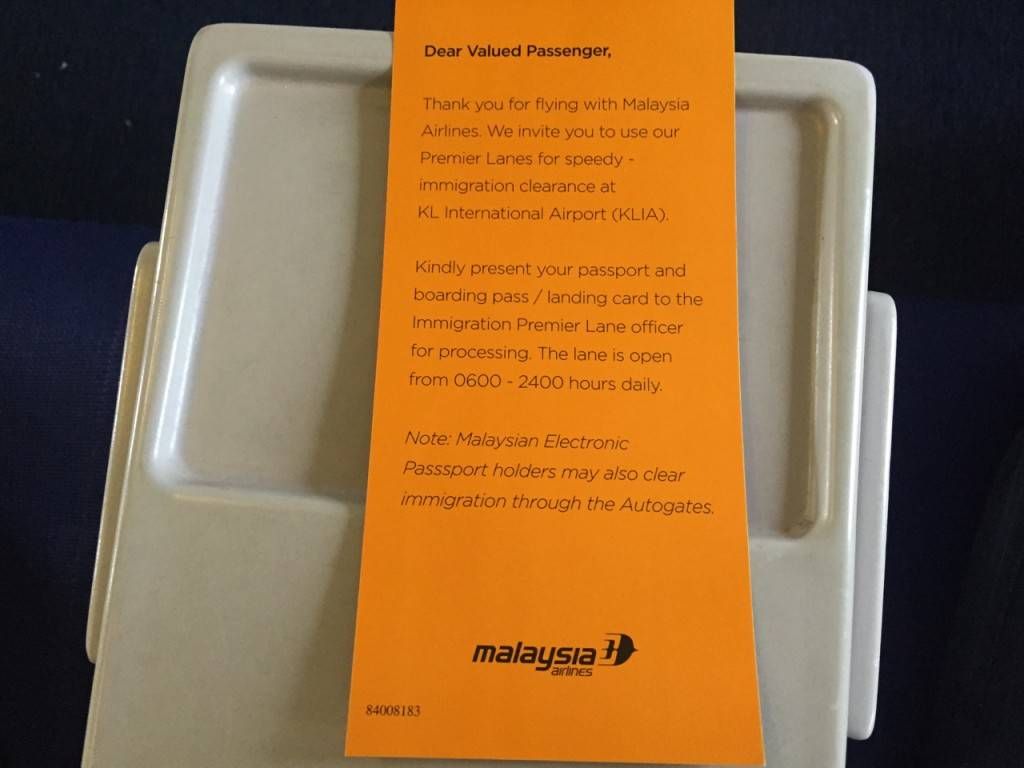 Dear Valued Passenger,
Thank you for flying with Malaysia
Airlines. We invite you to use our
Premier Lanes for speedy -
immigration clearance at
KL International Airport (KLIA).
Kindly present your passport and
boarding pass / landing card to the
Immigration Premier Lane officer
for processing. The lane is open
from 0600 - 2400 hours daily.
Note: Malaysian Electronic
Passsport holders may also clear
immigration through the Autogates.
malaysia
airlines
84008183